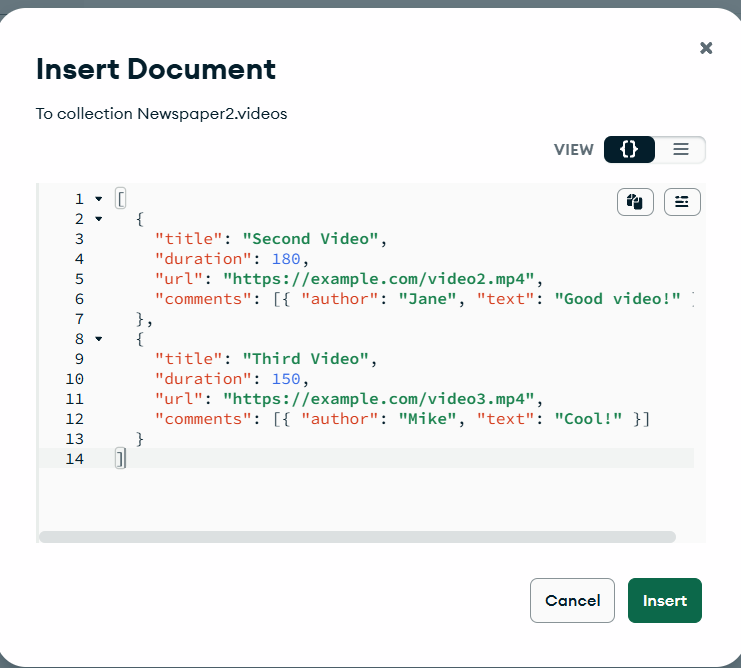 Insert Document
To collection Newspaper2.videos
VIEW {}
1 [
2 {
3 "title": "Second Video",
4 "duration": 180,
5 "url": "https://example.com/video2.mp4",
6 "comments": [{ "author": "Jane", "text": "Good video!"
7 },
8 {
9 "title": "Third Video",
10 "duration": 150,
11 "url": "https://example.com/video3.mp4",
12 "comments": [{ "author": "Mike", "text": "Cool!" }]
13 }
14 ]
Cancel Insert